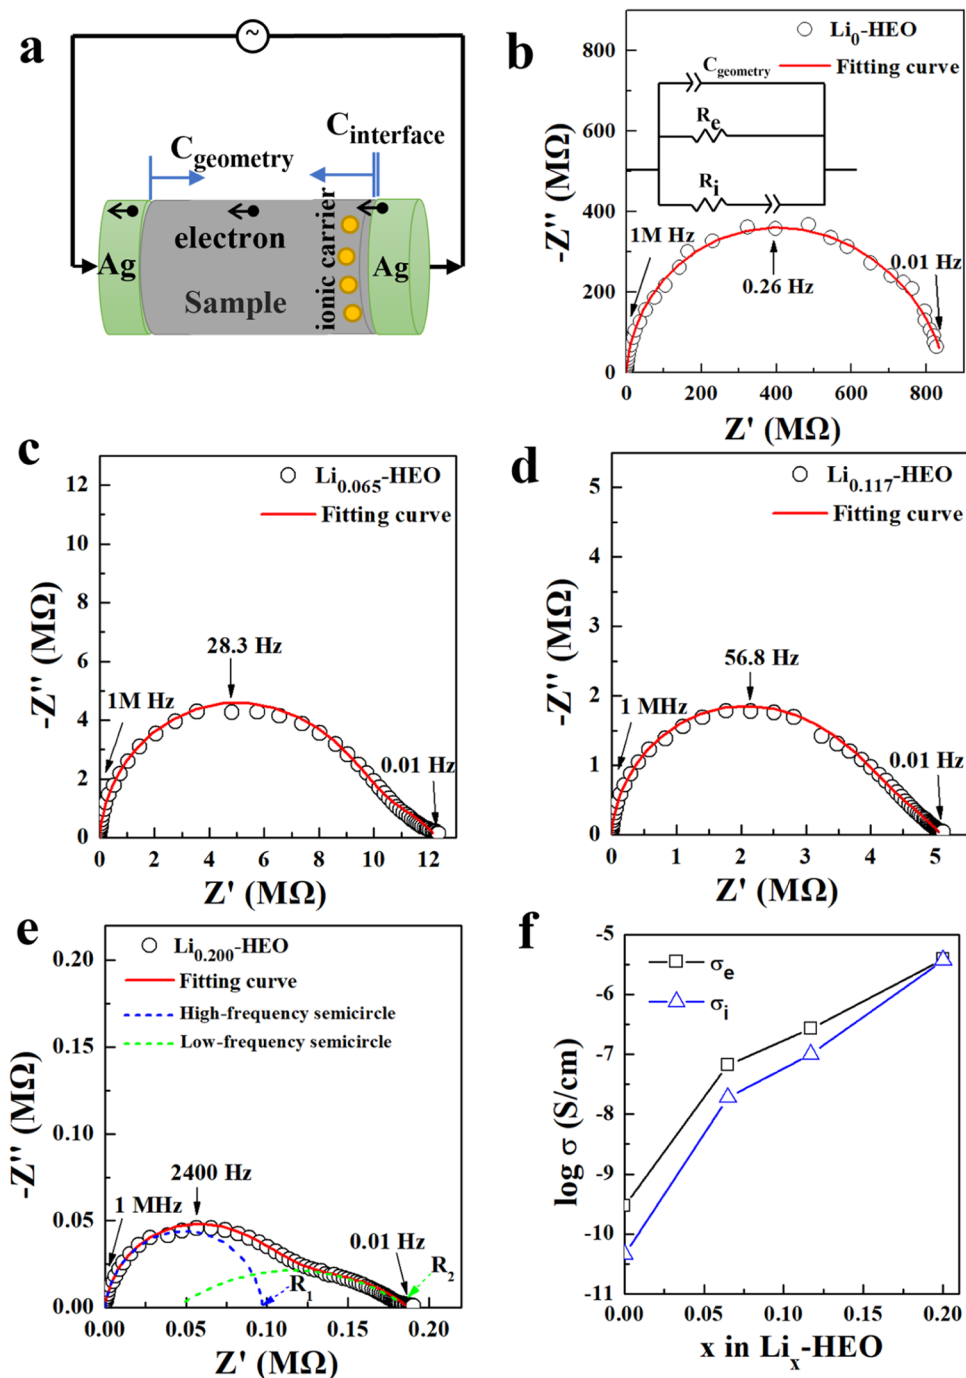 a
~
C_geometry
C_interface
electron
Ag
Ag
Sample
ionic carrier
b
Li_0-HEO
Fitting curve
C_geometry
R_e
R_i
1M Hz
0.26 Hz
0.01 Hz
-Z'' (MΩ)
800
600
400
200
0
0 200 400 600 800
Z' (MΩ)
c
Li_0.065-HEO
Fitting curve
28.3 Hz
1M Hz
0.01 Hz
-Z'' (MΩ)
12
10
8
6
4
2
0
0 2 4 6 8 10 12
Z' (MΩ)
d
Li_0.117-HEO
Fitting curve
56.8 Hz
1 MHz
0.01 Hz
-Z'' (MΩ)
5
4
3
2
1
0
0 1 2 3 4 5
Z' (MΩ)
e
Li_0.200-HEO
Fitting curve
High-frequency semicircle
Low-frequency semicircle
2400 Hz
1 MHz
0.01 Hz
R_1
R_2
-Z'' (MΩ)
0.20
0.15
0.10
0.05
0.00
0.00 0.05 0.10 0.15 0.20
Z' (MΩ)
f
σ_e
σ_i
log σ (S/cm)
-5
-6
-7
-8
-9
-10
-11
0.00 0.05 0.10 0.15 0.20
x in Li_x-HEO